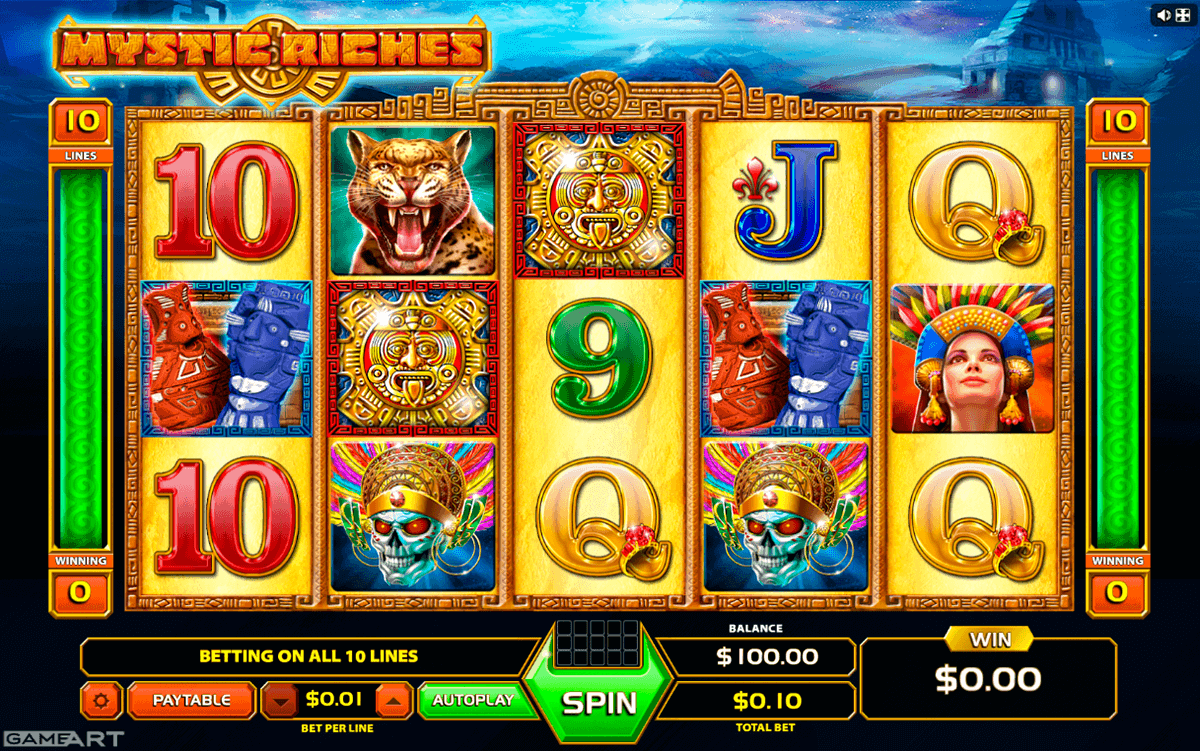 MYSTIC RICHES
10
LINES
10
LINES
10
J
Q
9
10
Q
Q
WINNING
0
WINNING
0
BETTING ON ALL 10 LINES
PAYTABLE
$0.01
BET PER LINE
AUTOPLAY
SPIN
BALANCE
$100.00
$0.10
TOTAL BET
WIN
$0.00
GAMEART